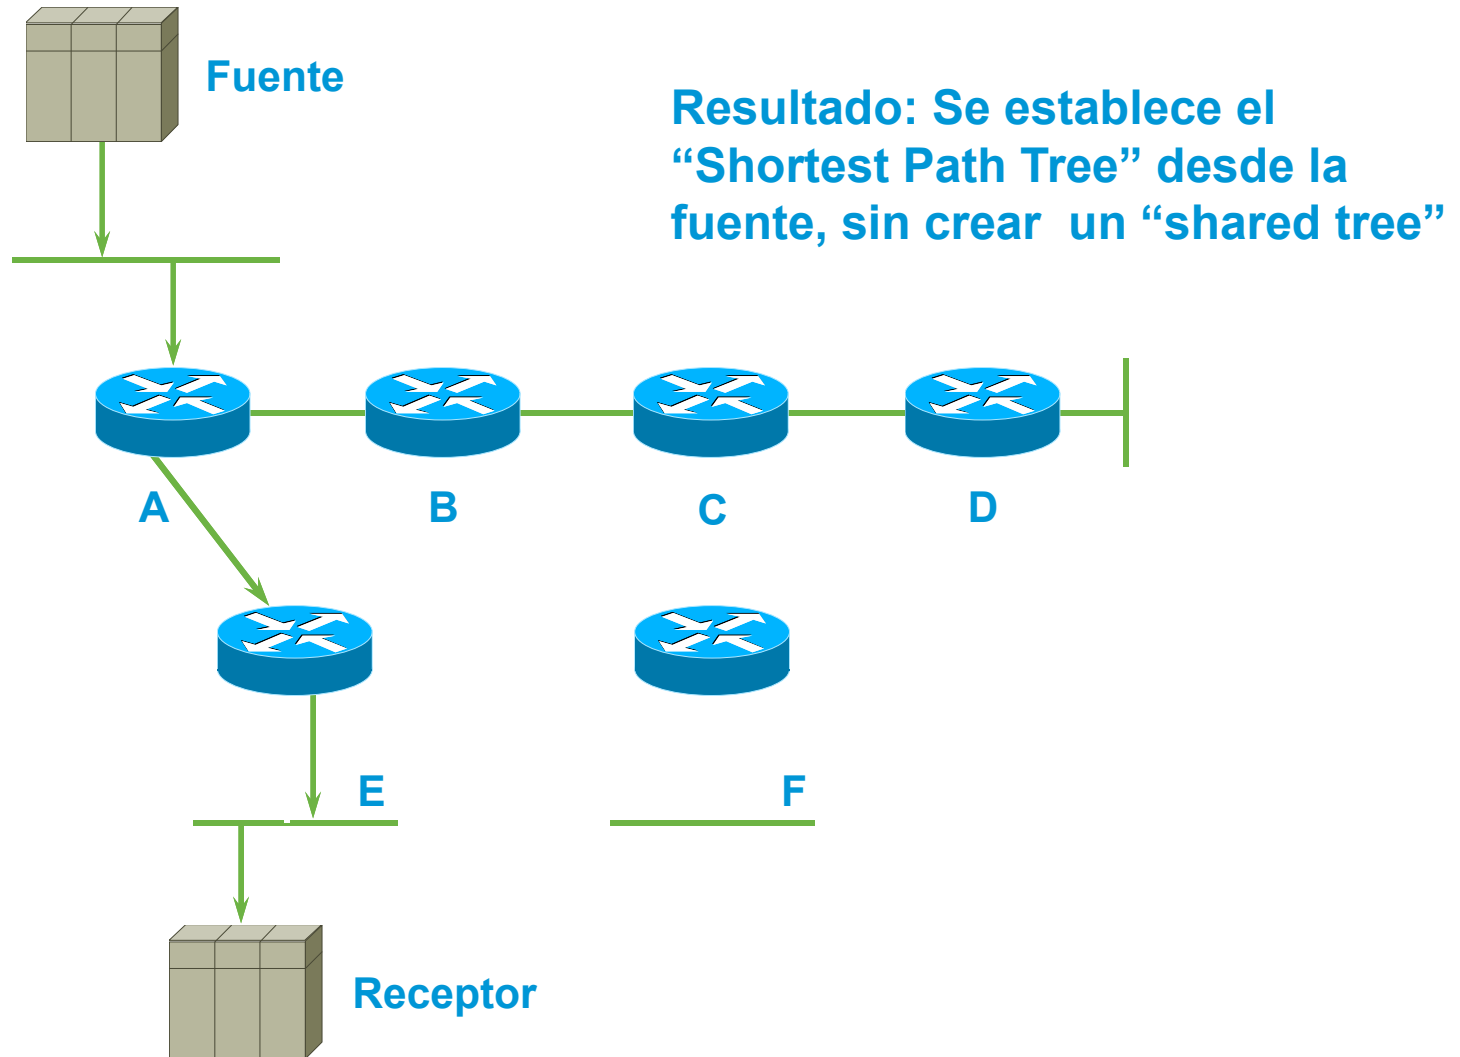 Fuente
Resultado: Se establece el
“Shortest Path Tree” desde la
fuente, sin crear  un “shared tree”
A
B
C
D
E
F
Receptor